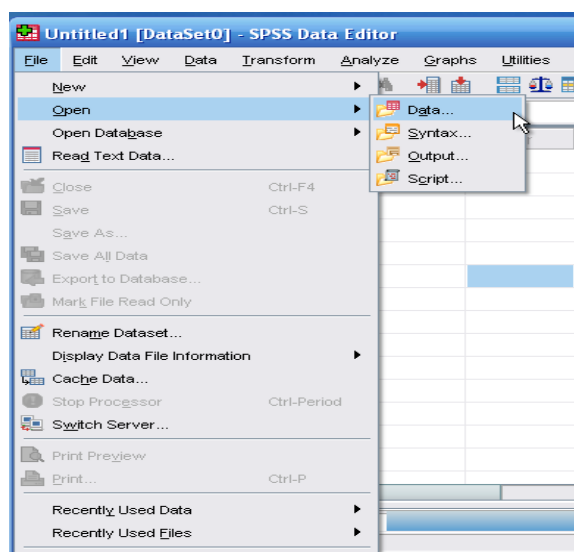 Untitled1 [DataSet0] - SPSS Data Editor
File Edit View Data Transform Analyze Graphs Utilities
New
Open
Open Database
Read Text Data...
Close Ctrl-F4
Save Ctrl-S
Save As...
Save All Data
Export to Database...
Mark File Read Only
Rename Dataset...
Display Data File Information
Cache Data...
Stop Processor Ctrl-Period
Switch Server...
Print Preview
Print... Ctrl-P
Recently Used Data
Recently Used Files
Data...
Syntax...
Output...
Script...